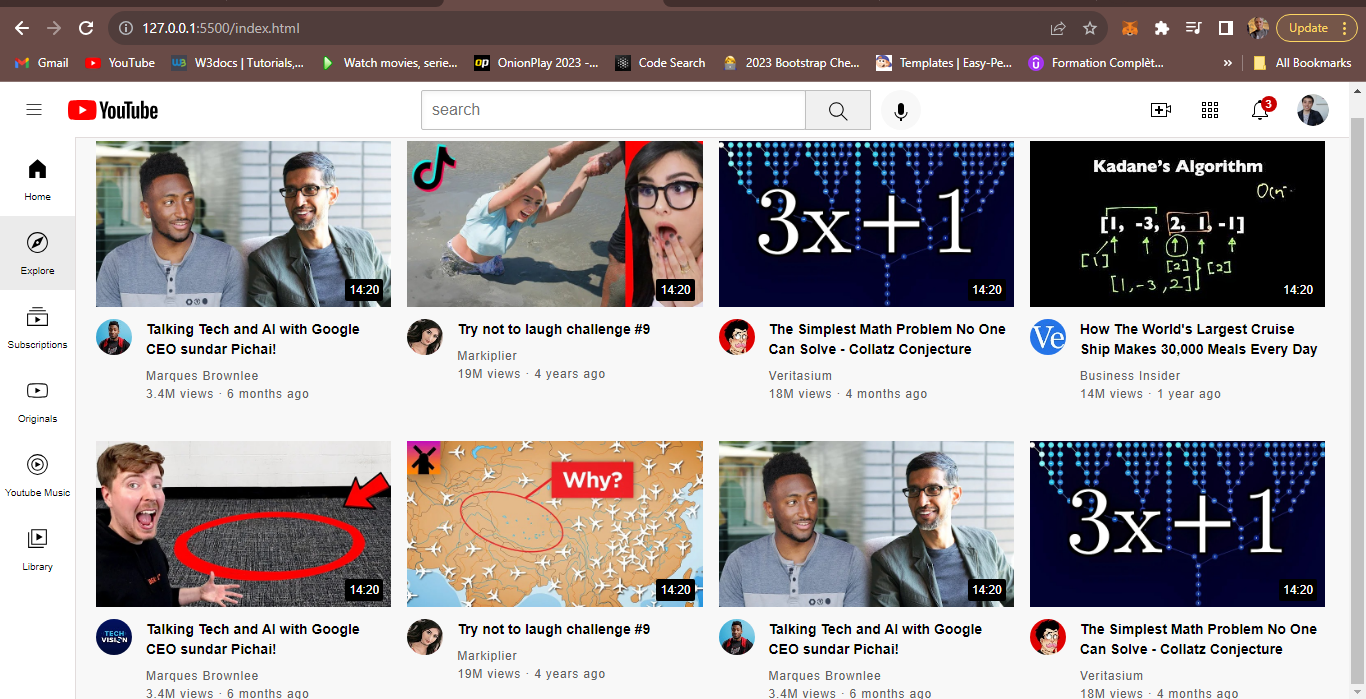 127.0.0.1:5500/index.html
Update
Gmail
YouTube
W3docs | Tutorials,...
Watch movies, serie...
OnionPlay 2023 -...
Code Search
2023 Bootstrap Che...
Templates | Easy-Pe...
Formation Complèt...
»
All Bookmarks
YouTube
search
3
Home
Explore
Subscriptions
Originals
Youtube Music
Library
14:20
14:20
3x+1
14:20
Kadane's Algorithm
[1, -3, 2, 1, -1]
[1]
[2]
[2]
[1,-3,2]
14:20
Talking Tech and AI with Google
CEO sundar Pichai!
Marques Brownlee
3.4M views · 6 months ago
Try not to laugh challenge #9
Markiplier
19M views · 4 years ago
The Simplest Math Problem No One
Can Solve - Collatz Conjecture
Veritasium
18M views · 4 months ago
Ve
How The World's Largest Cruise
Ship Makes 30,000 Meals Every Day
Business Insider
14M views · 1 year ago
14:20
Why?
14:20
14:20
3x+1
14:20
TECH
VISION
Talking Tech and AI with Google
CEO sundar Pichai!
Marques Brownlee
3.4M views · 6 months ago
Try not to laugh challenge #9
Markiplier
19M views · 4 years ago
Talking Tech and AI with Google
CEO sundar Pichai!
Marques Brownlee
3.4M views · 6 months ago
The Simplest Math Problem No One
Can Solve - Collatz Conjecture
Veritasium
18M views · 4 months ago